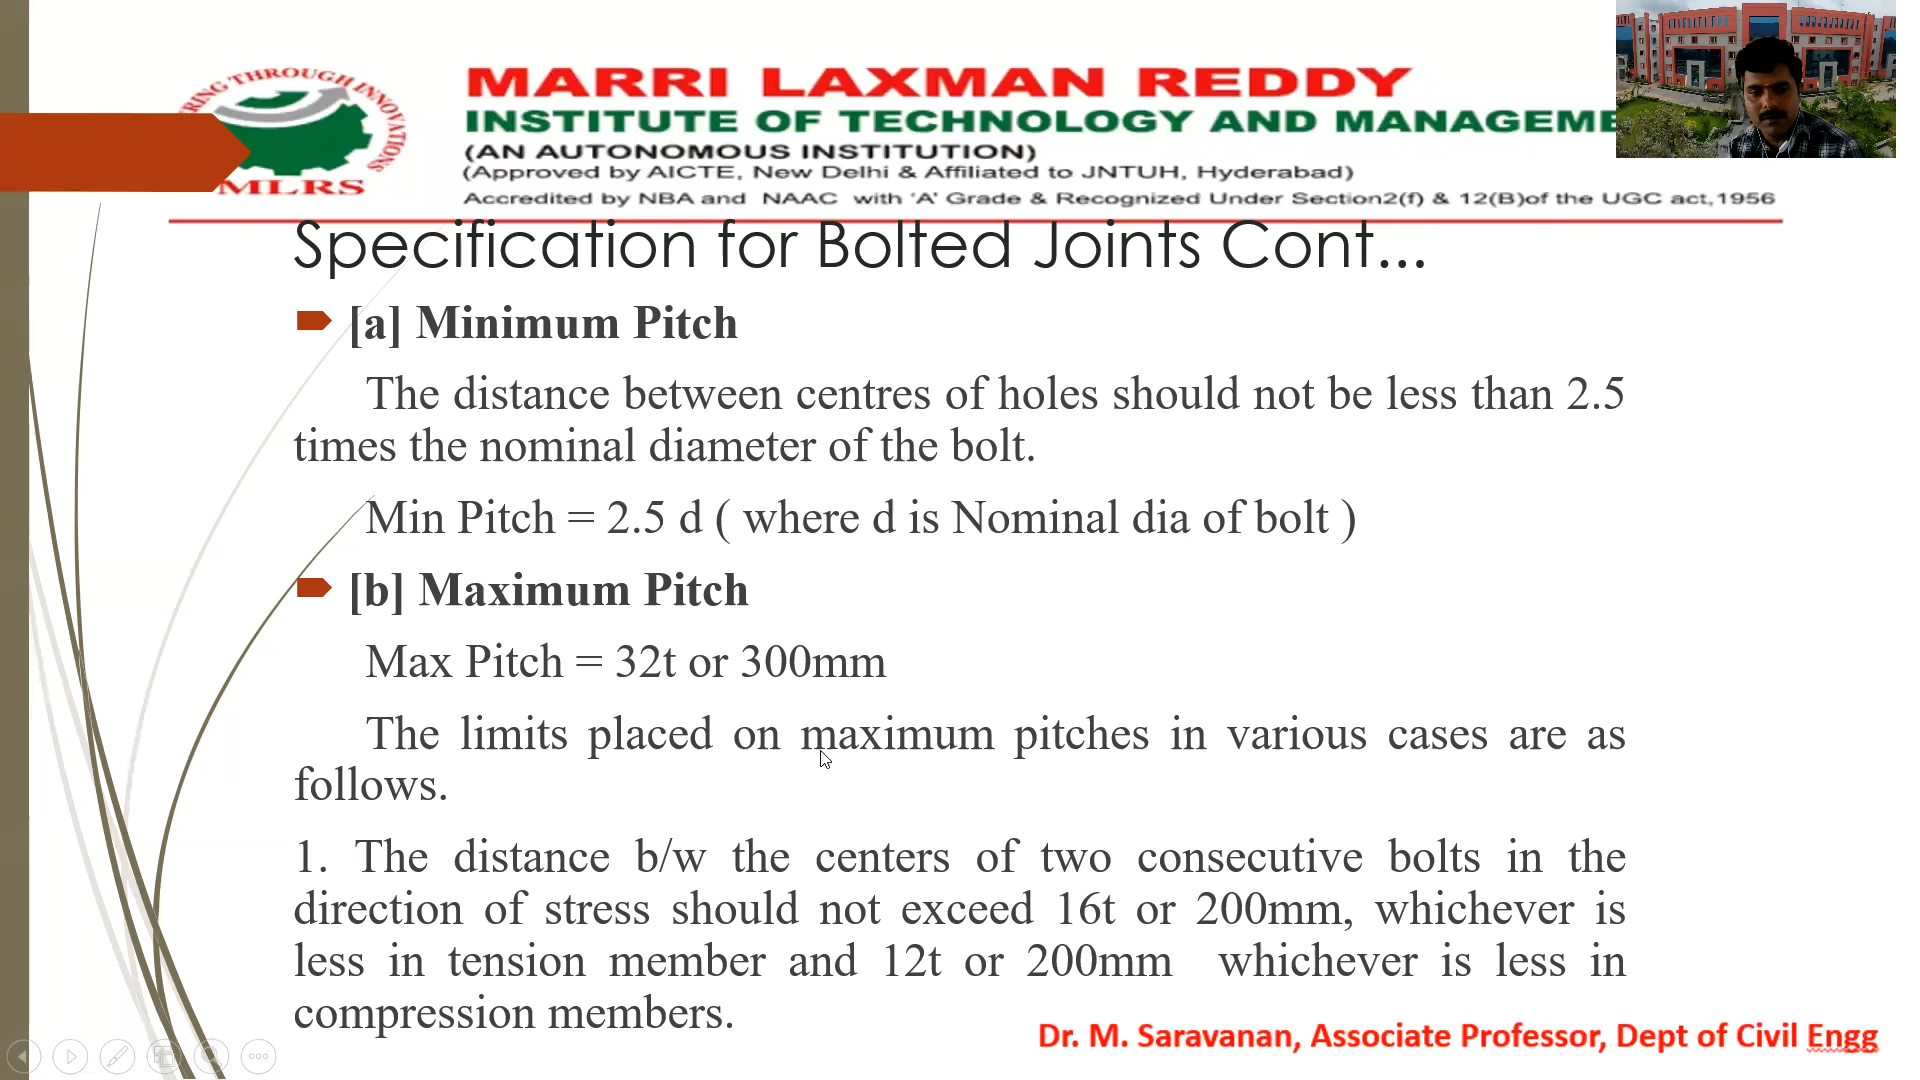 MARRI LAXMAN REDDY
INSTITUTE OF TECHNOLOGY AND MANAGEME
(AN AUTONOMOUS INSTITUTION)
(Approved by AICTE, New Delhi & Affiliated to JNTUH, Hyderabad)
Accredited by NBA and NAAC with 'A' Grade & Recognized Under Section2(f) & 12(B)of the UGC act,1956
RING THROUGH INNOVATIONS
MLRS
Specification for Bolted Joints Cont...
[a] Minimum Pitch
The distance between centres of holes should not be less than 2.5
times the nominal diameter of the bolt.
Min Pitch = 2.5 d ( where d is Nominal dia of bolt )
[b] Maximum Pitch
Max Pitch = 32t or 300mm
The limits placed on maximum pitches in various cases are as
follows.
1. The distance b/w the centers of two consecutive bolts in the
direction of stress should not exceed 16t or 200mm, whichever is
less in tension member and 12t or 200mm whichever is less in
compression members.
Dr. M. Saravanan, Associate Professor, Dept of Civil Engg